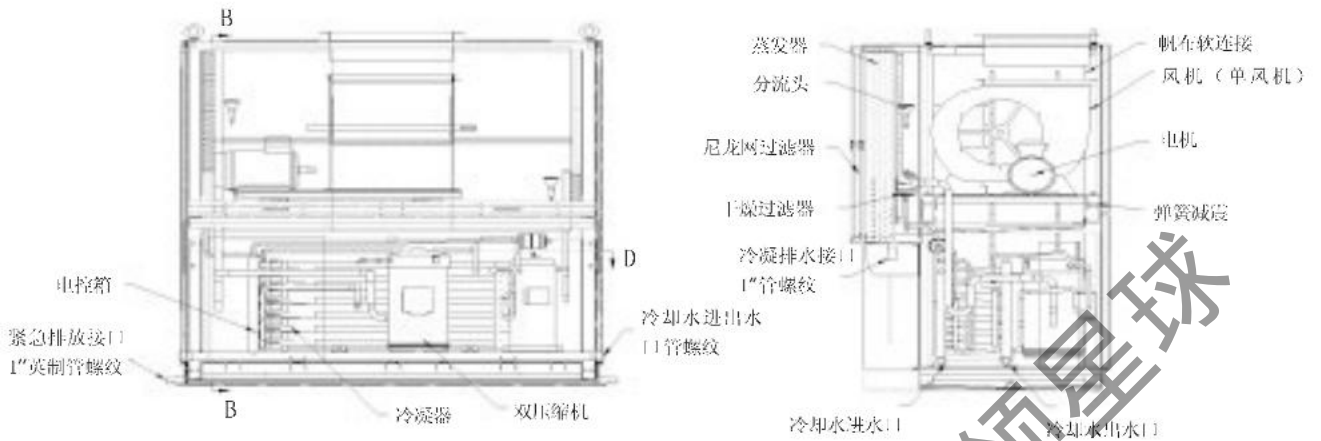 B
D
电控箱
紧急排放接口
1"英制管螺纹
B
冷凝器
双压缩机
冷却水进出水
口管螺纹
蒸发器
分流头
尼龙网过滤器
干燥过滤器
冷凝排水接口
1"管螺纹
冷却水进水口
帆布软连接
风机（单风机）
电机
弹簧减震
冷却水出水口
领星球